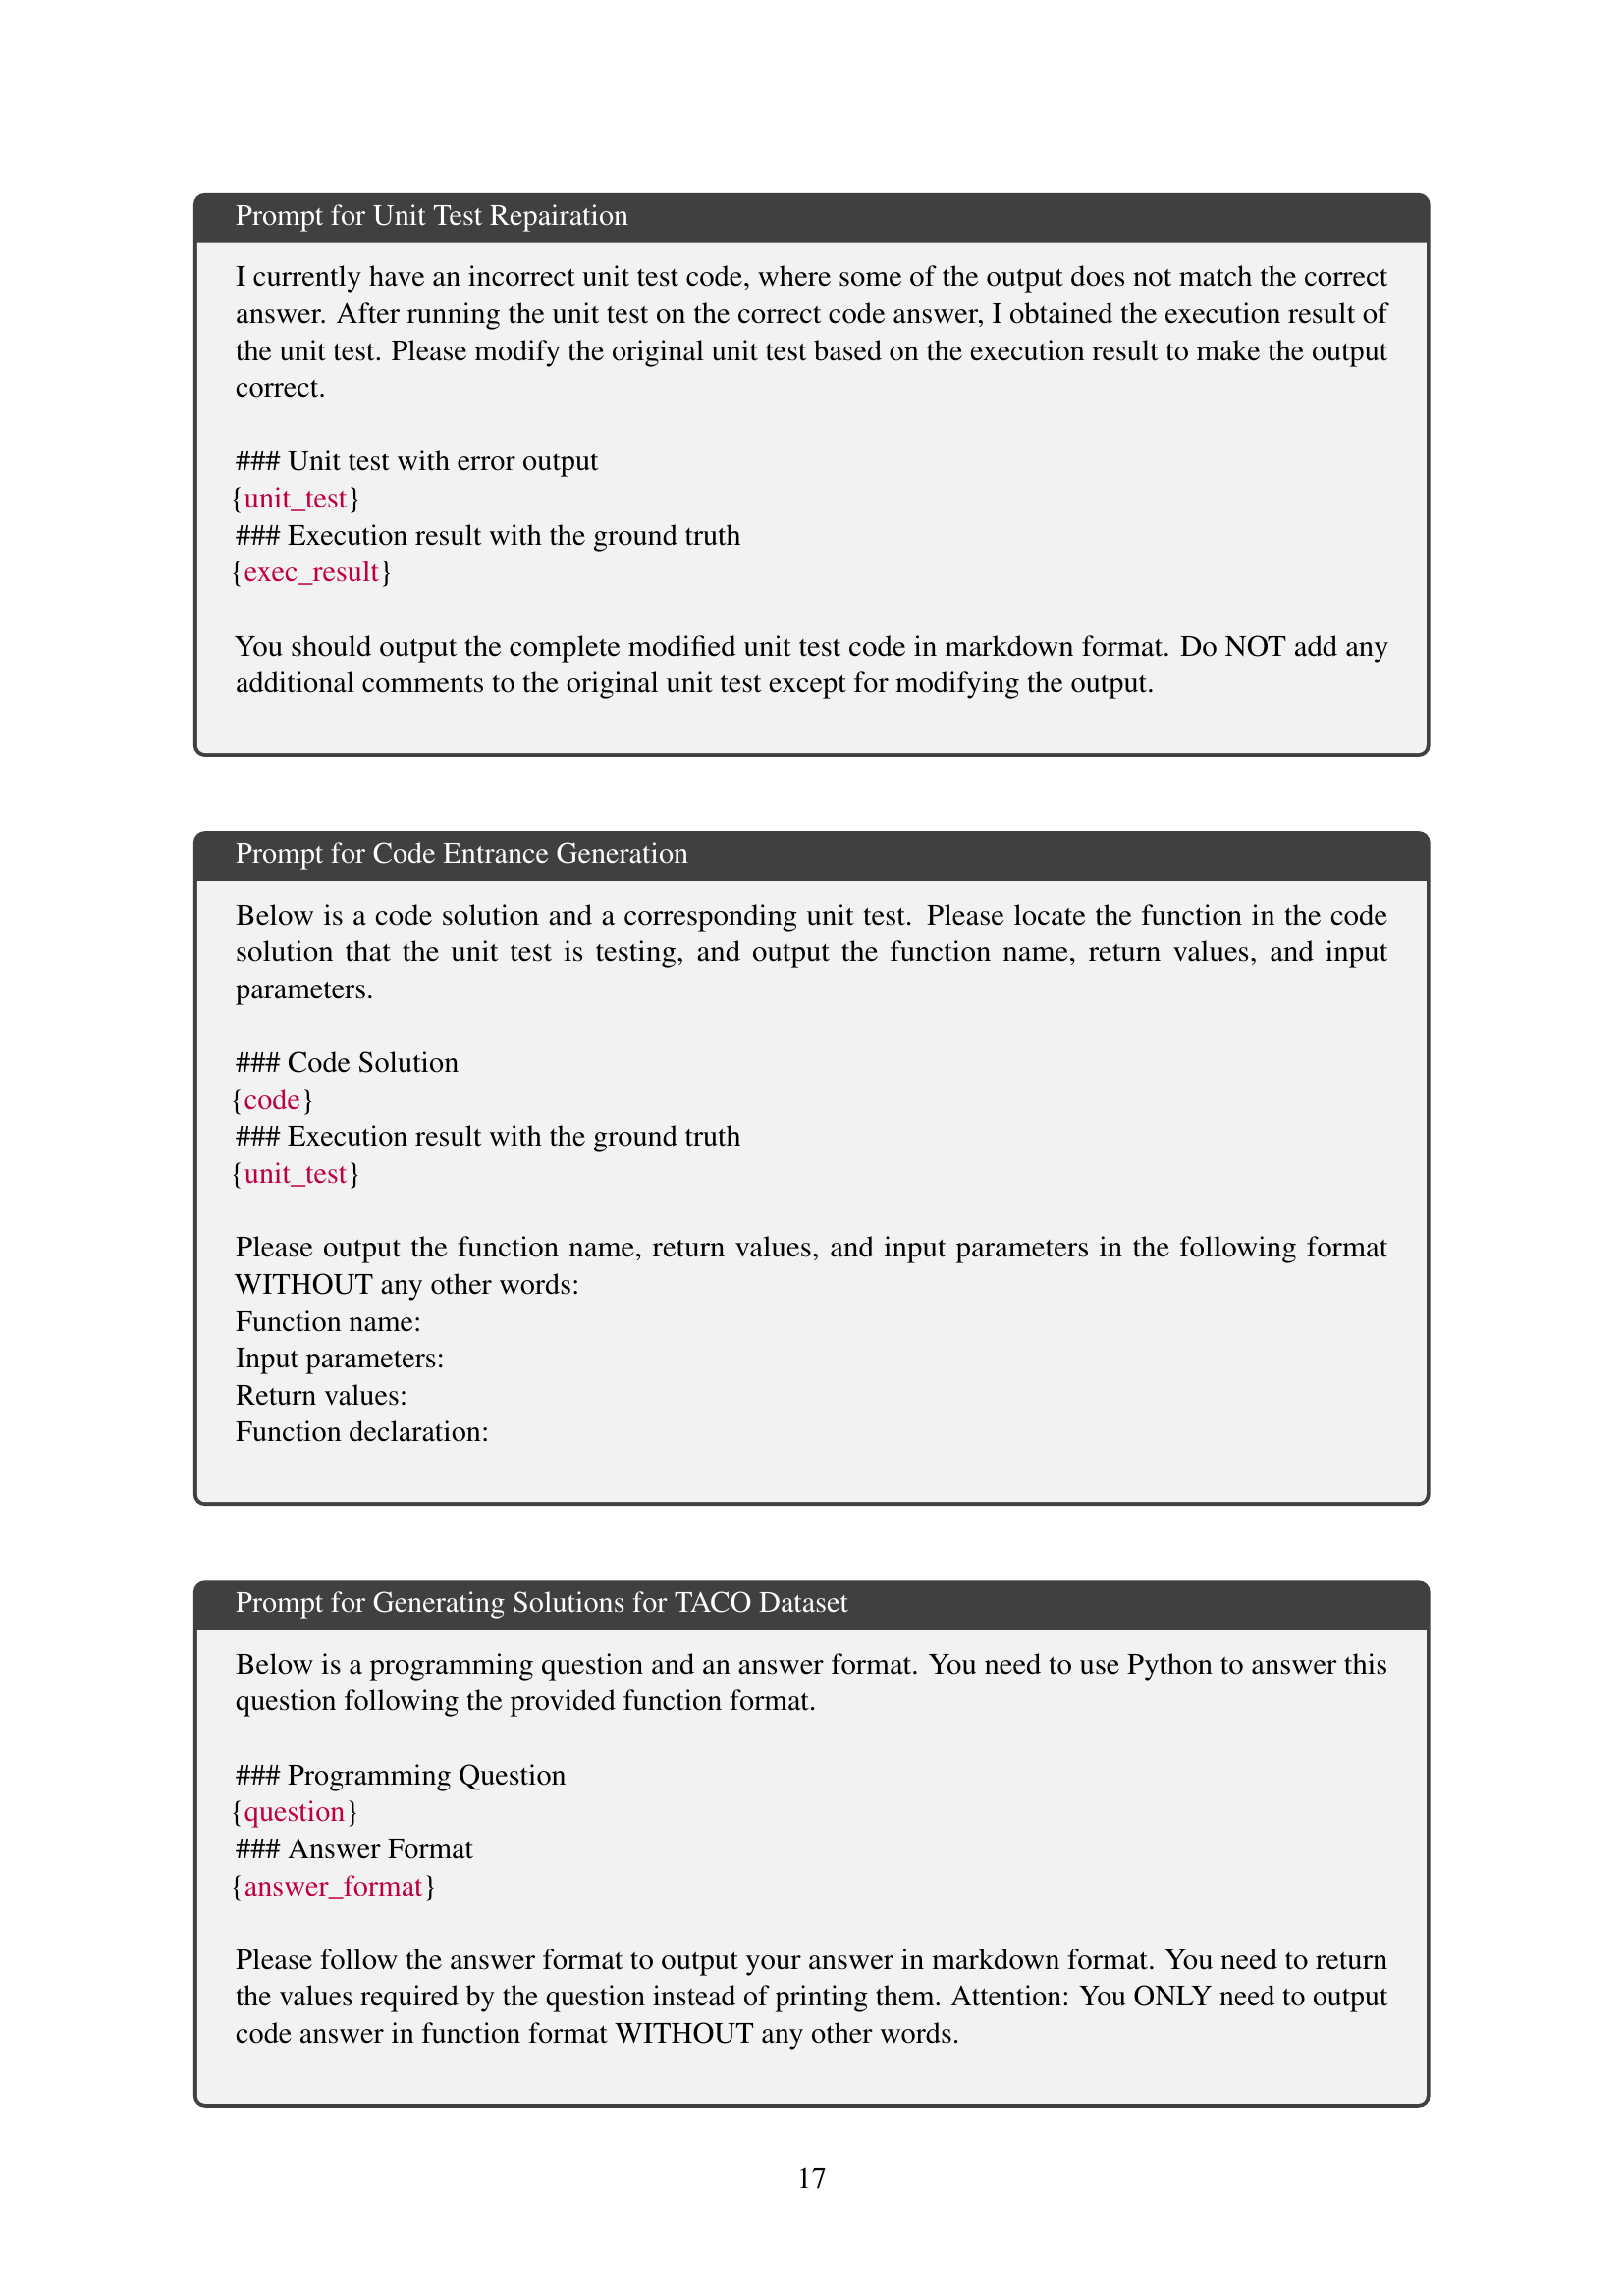 Prompt for Unit Test Repairation
I currently have an incorrect unit test code, where some of the output does not match the correct
answer. After running the unit test on the correct code answer, I obtained the execution result of
the unit test. Please modify the original unit test based on the execution result to make the output
correct.
### Unit test with error output
{unit_test}
### Execution result with the ground truth
{exec_result}
You should output the complete modified unit test code in markdown format. Do NOT add any
additional comments to the original unit test except for modifying the output.
Prompt for Code Entrance Generation
Below is a code solution and a corresponding unit test. Please locate the function in the code
solution that the unit test is testing, and output the function name, return values, and input
parameters.
### Code Solution
{code}
### Execution result with the ground truth
{unit_test}
Please output the function name, return values, and input parameters in the following format
WITHOUT any other words:
Function name:
Input parameters:
Return values:
Function declaration:
Prompt for Generating Solutions for TACO Dataset
Below is a programming question and an answer format. You need to use Python to answer this
question following the provided function format.
### Programming Question
{question}
### Answer Format
{answer_format}
Please follow the answer format to output your answer in markdown format. You need to return
the values required by the question instead of printing them. Attention: You ONLY need to output
code answer in function format WITHOUT any other words.
17